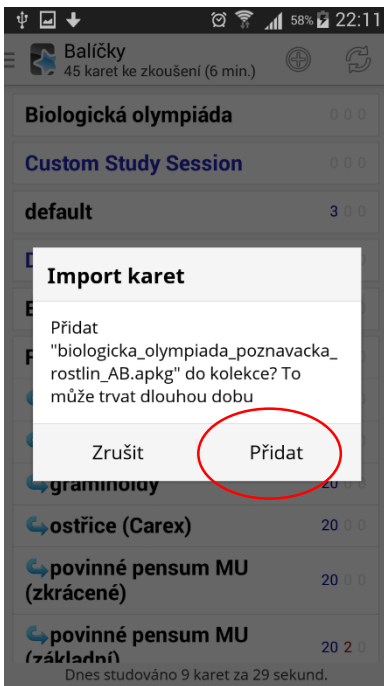 58% 22:11
Balíčky
45 karet ke zkoušení (6 min.)
Biologická olympiáda 0 0 0
Custom Study Session 0 0 0
default 3 0 0
Import karet
Přidat
"biologicka_olympiada_poznavacka_
rostlin_AB.apkg" do kolekce? To
může trvat dlouhou dobu
Zrušit Přidat
graminoidy 20 0 0
ostřice (Carex) 20 0 0
povinné pensum MU
(zkrácené) 20 0 0
povinné pensum MU
(základní) 20 2 0
Dnes studováno 9 karet za 29 sekund.